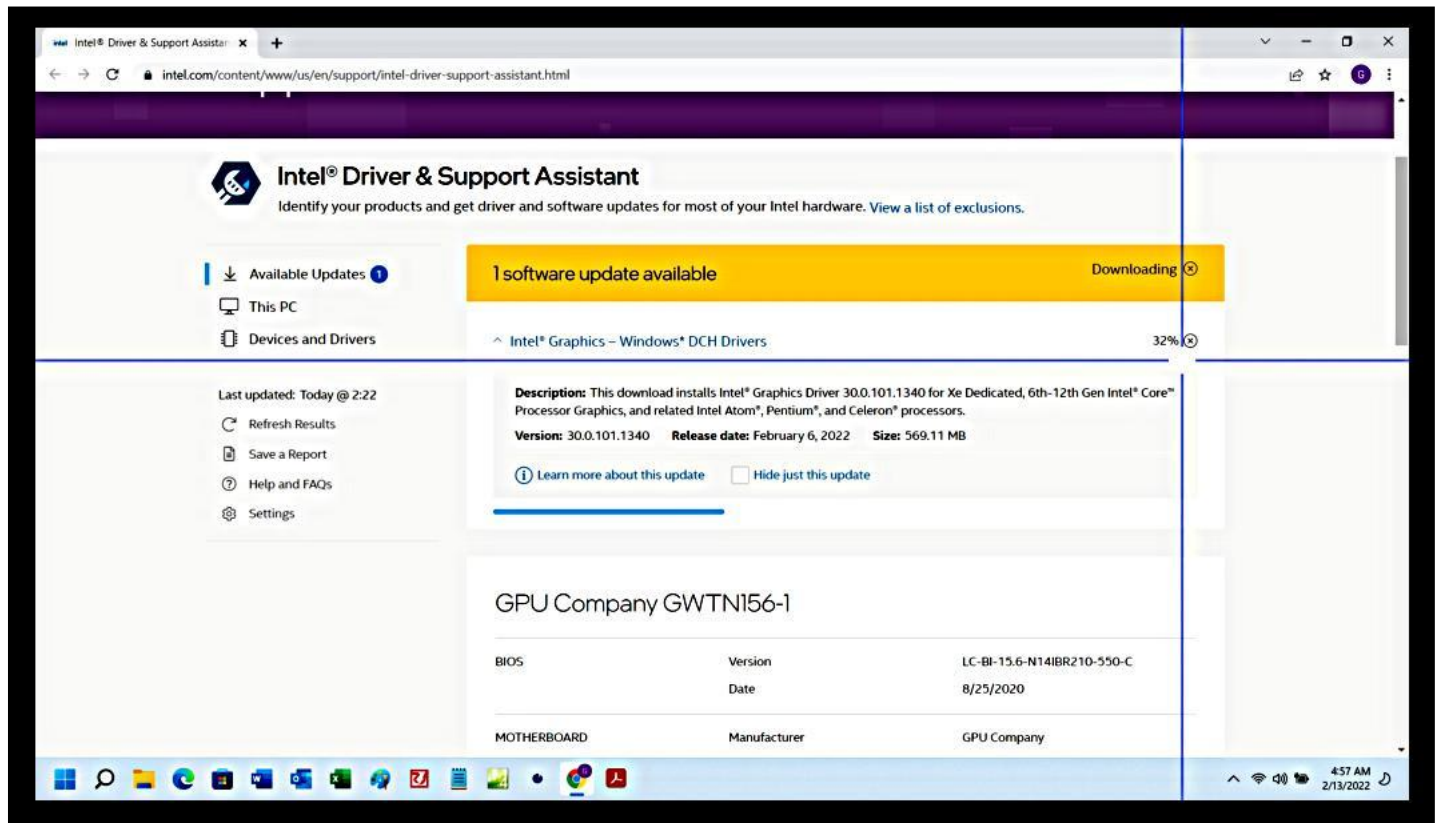 Intel® Driver & Support Assistar
intel.com/content/www/us/en/support/intel-driver-support-assistant.html
G
Intel® Driver & Support Assistant
Identify your products and get driver and software updates for most of your Intel hardware. View a list of exclusions.
Available Updates 1
This PC
Devices and Drivers
Last updated: Today @ 2:22
Refresh Results
Save a Report
Help and FAQs
Settings
1 software update available
Downloading
Intel® Graphics – Windows* DCH Drivers
32%
Description: This download installs Intel® Graphics Driver 30.0.101.1340 for Xe Dedicated, 6th-12th Gen Intel® Core™
Processor Graphics, and related Intel Atom®, Pentium®, and Celeron® processors.
Version: 30.0.101.1340 Release date: February 6, 2022 Size: 569.11 MB
Learn more about this update Hide just this update
GPU Company GWTN156-1
BIOS Version LC-BI-15.6-N14IBR210-550-C
Date 8/25/2020
MOTHERBOARD Manufacturer GPU Company
4:57 AM
2/13/2022